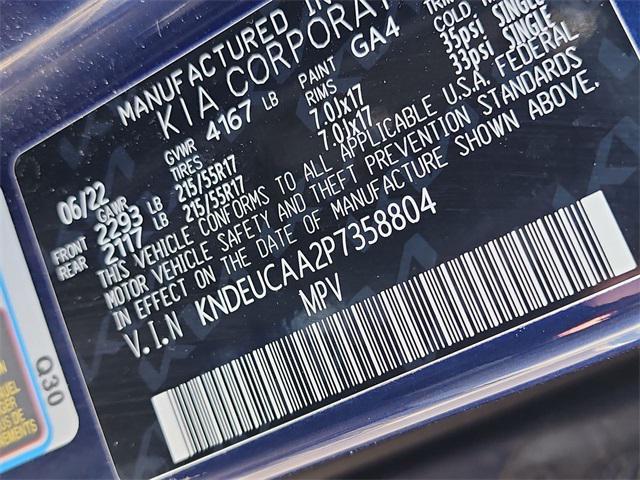 MANUFACTURED IN
KIA CORPORAT
06/22 GVWR 4167 LB PAINT GA4
GAWR TIRES RIMS COLD
FRONT 2293 LB 215/55R17 7.0Jx17 35psi SINGLE
REAR 2117 LB 215/55R17 7.0Jx17 33psi SINGLE
THIS VEHICLE CONFORMS TO ALL APPLICABLE U.S.A. FEDERAL
MOTOR VEHICLE SAFETY AND THEFT PREVENTION STANDARDS
IN EFFECT ON THE DATE OF MANUFACTURE SHOWN ABOVE.
V.I.N KNDEUCAA2P7358804
MPV
Q30